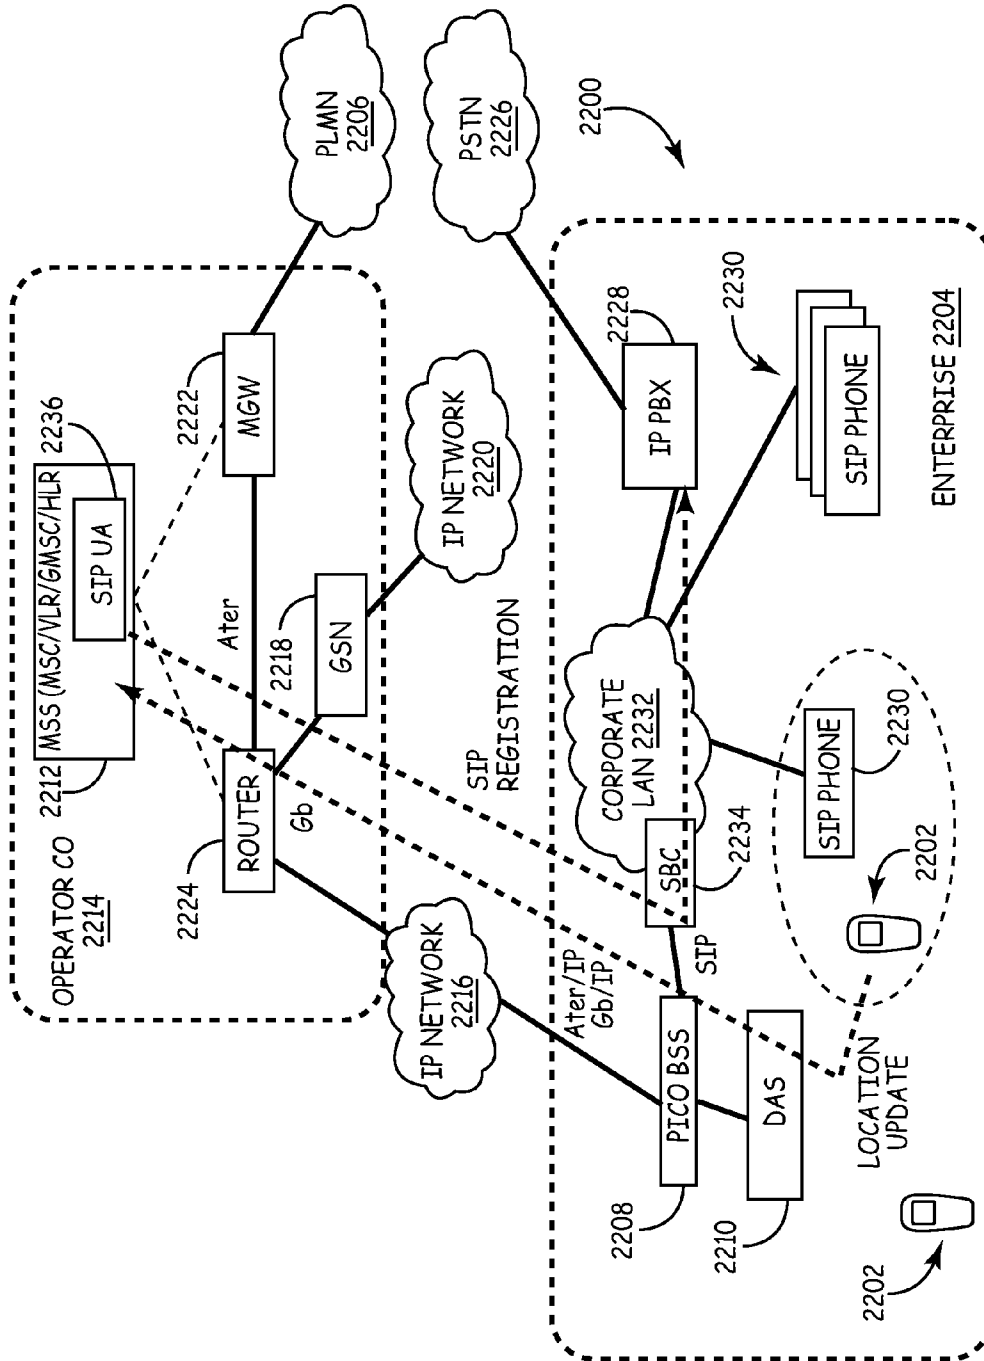 OPERATOR CO
2214
2212
MSS (MSC/VLR/GMSC/HLR
2236
SIP UA
2224
ROUTER
Gb
Ater
2222
MGW
2218
GSN
PLMN
2206
IP NETWORK
2216
IP NETWORK
2220
PSTN
2226
SIP
REGISTRATION
2200
Ater/IP
Gb/IP
2208
PICO BSS
SIP
SBC
2234
CORPORATE
LAN 2232
2228
IP PBX
2230
2210
DAS
SIP PHONE
2230
SIP PHONE
LOCATION
UPDATE
2202
2202
ENTERPRISE 2204